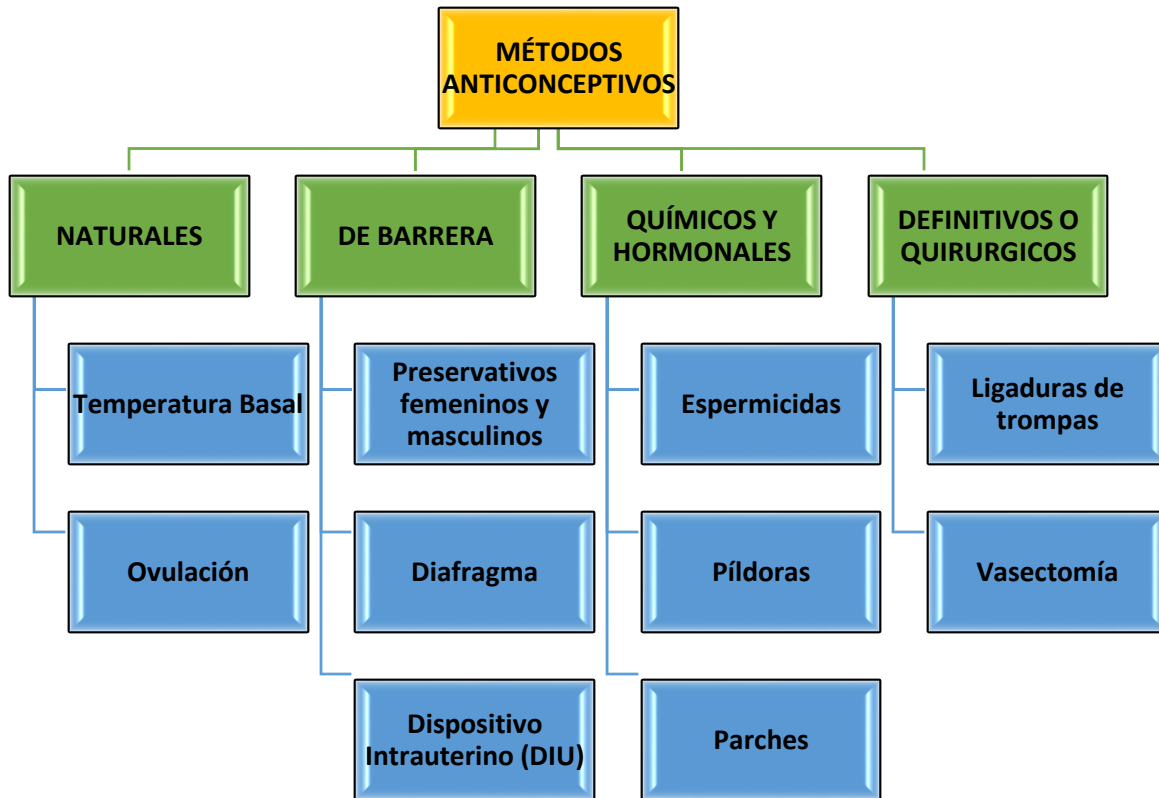 MÉTODOS
ANTICONCEPTIVOS
NATURALES
DE BARRERA
QUÍMICOS Y
HORMONALES
DEFINITIVOS O
QUIRURGICOS
Temperatura Basal
Preservativos
femeninos y
masculinos
Espermicidas
Ligaduras de
trompas
Ovulación
Diafragma
Píldoras
Vasectomía
Dispositivo
Intrauterino (DIU)
Parches